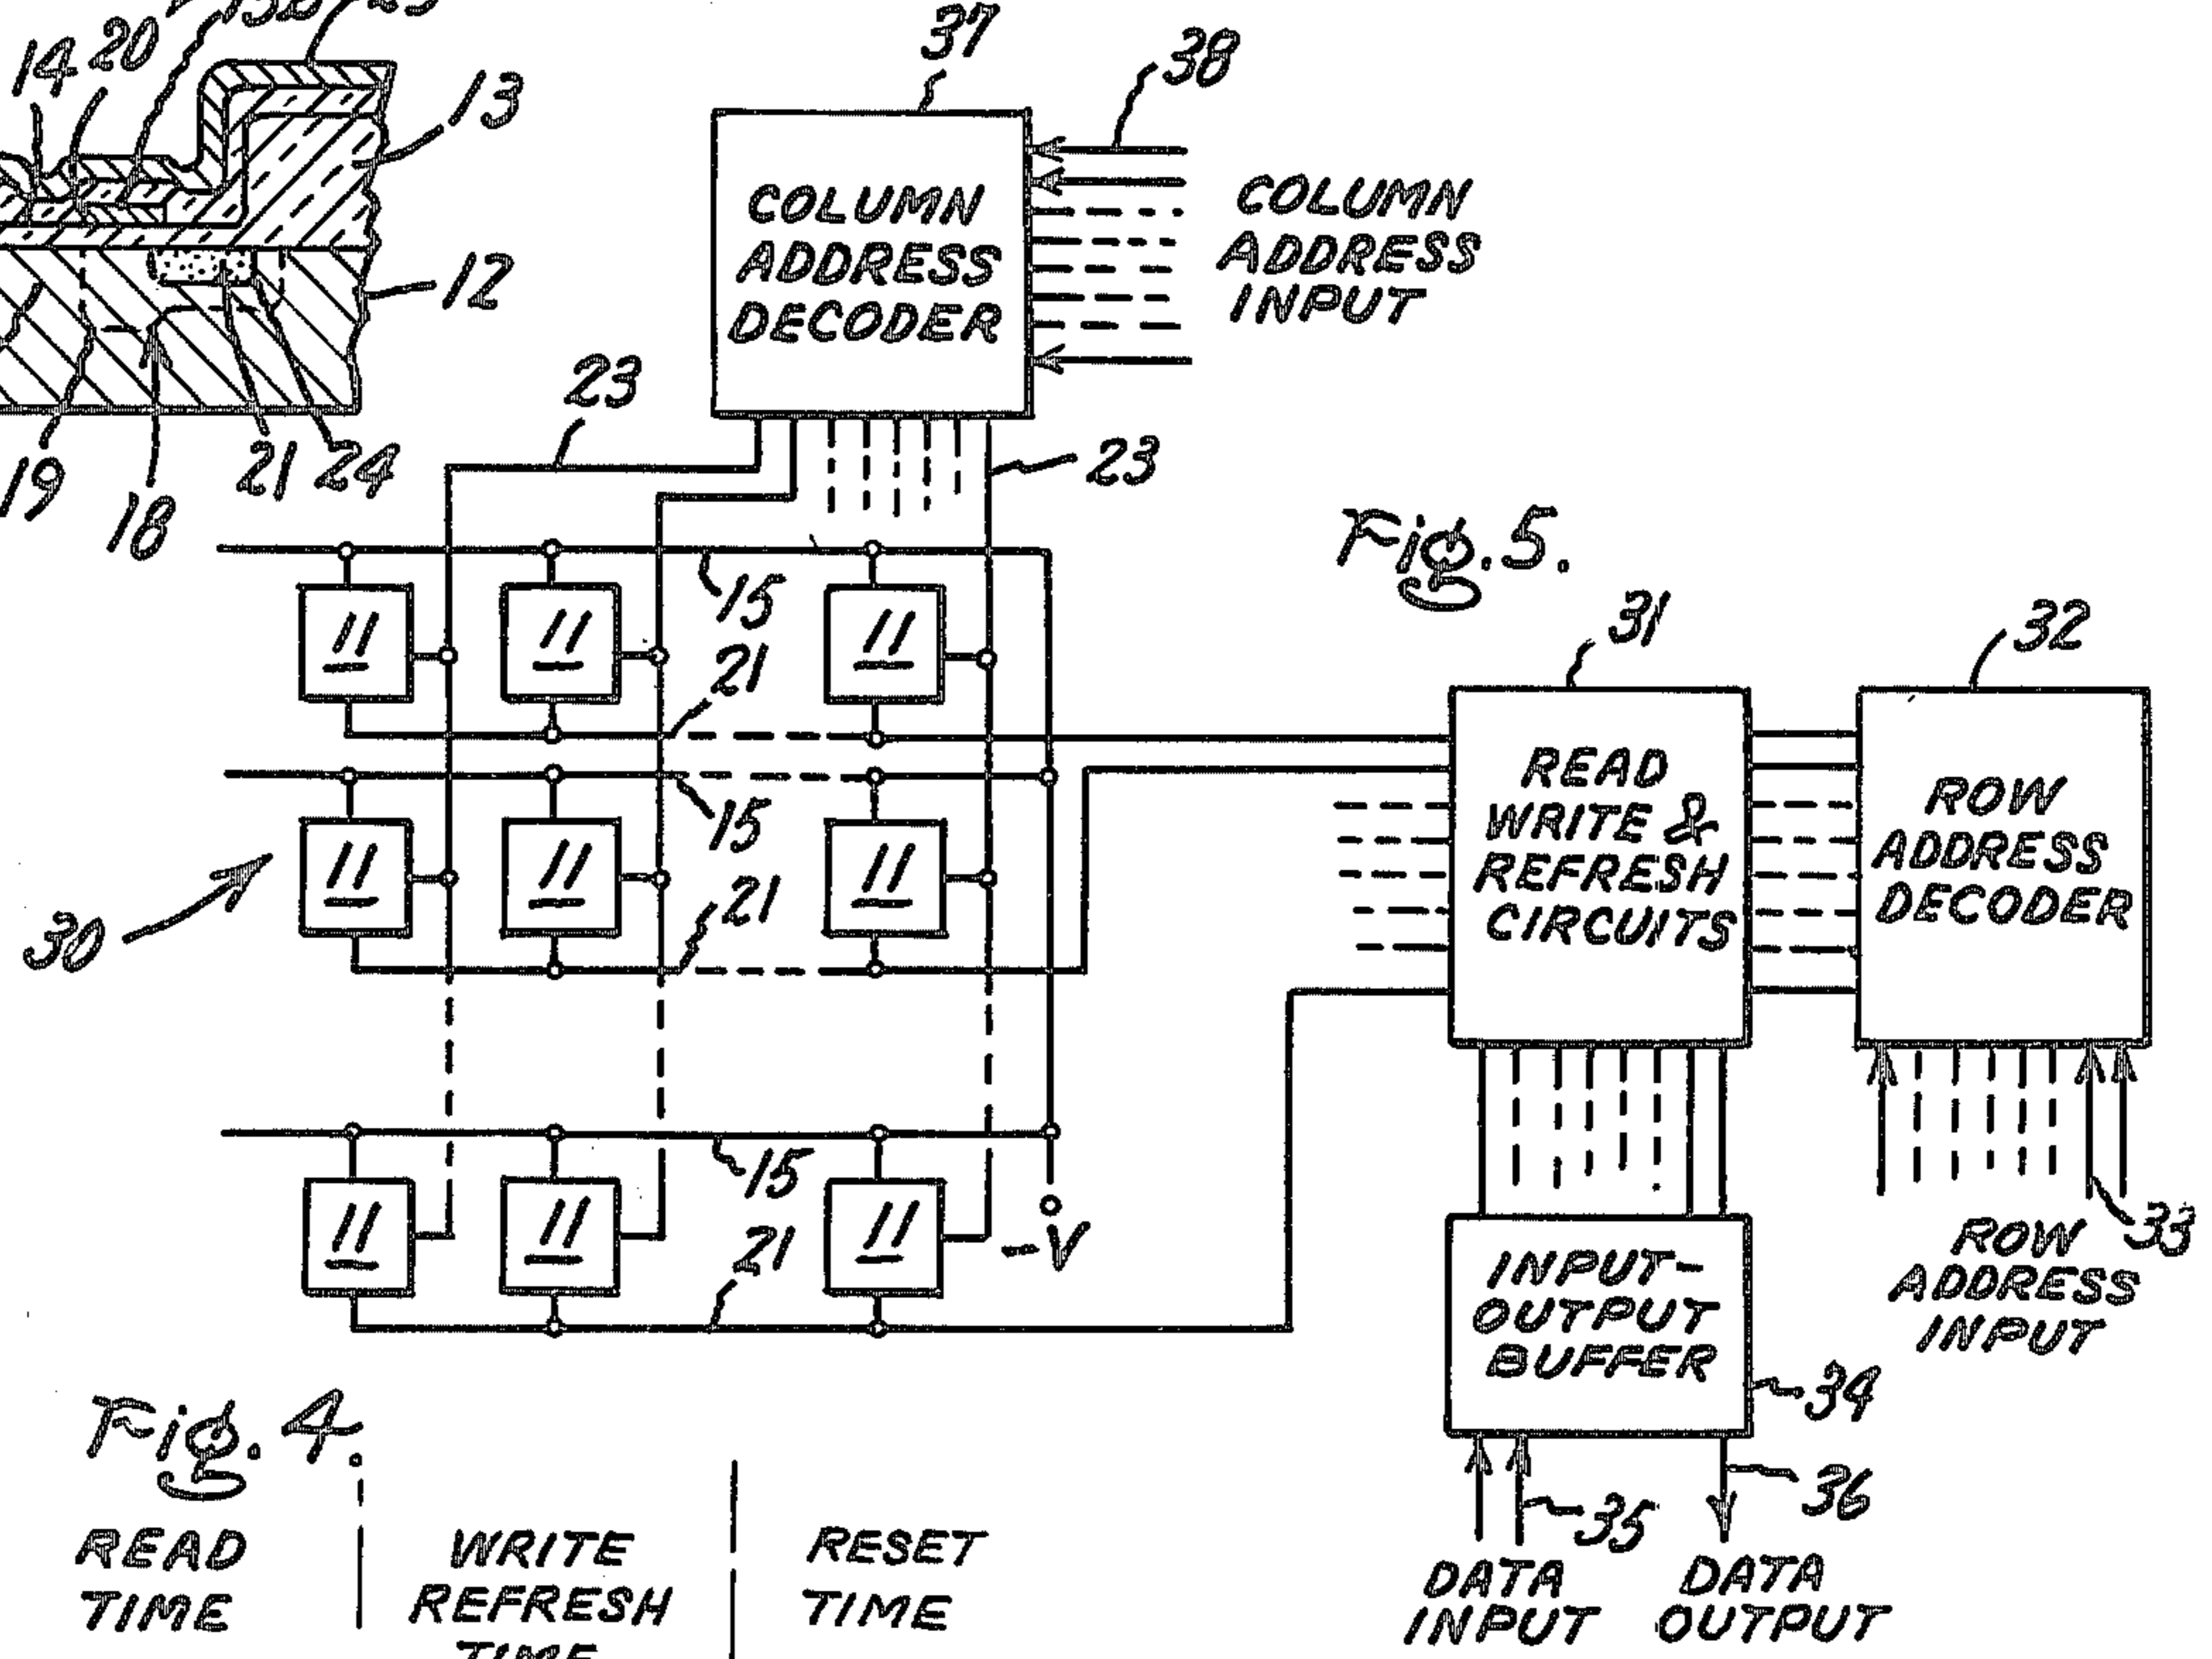 20
14
13
12
19
18
21
24
37
38
COLUMN
ADDRESS
DECODER
COLUMN
ADDRESS
INPUT
23
23
Fig. 5.
15
11
11
11
21
31
32
15
READ
WRITE &
REFRESH
CIRCUITS
ROW
ADDRESS
DECODER
11
11
11
21
30
15
11
11
11
21
-V
33
ROW
ADDRESS
INPUT
INPUT-
OUTPUT
BUFFER
34
35
36
DATA
INPUT
DATA
OUTPUT
Fig. 4.
READ
TIME
WRITE
REFRESH
TIME
RESET
TIME